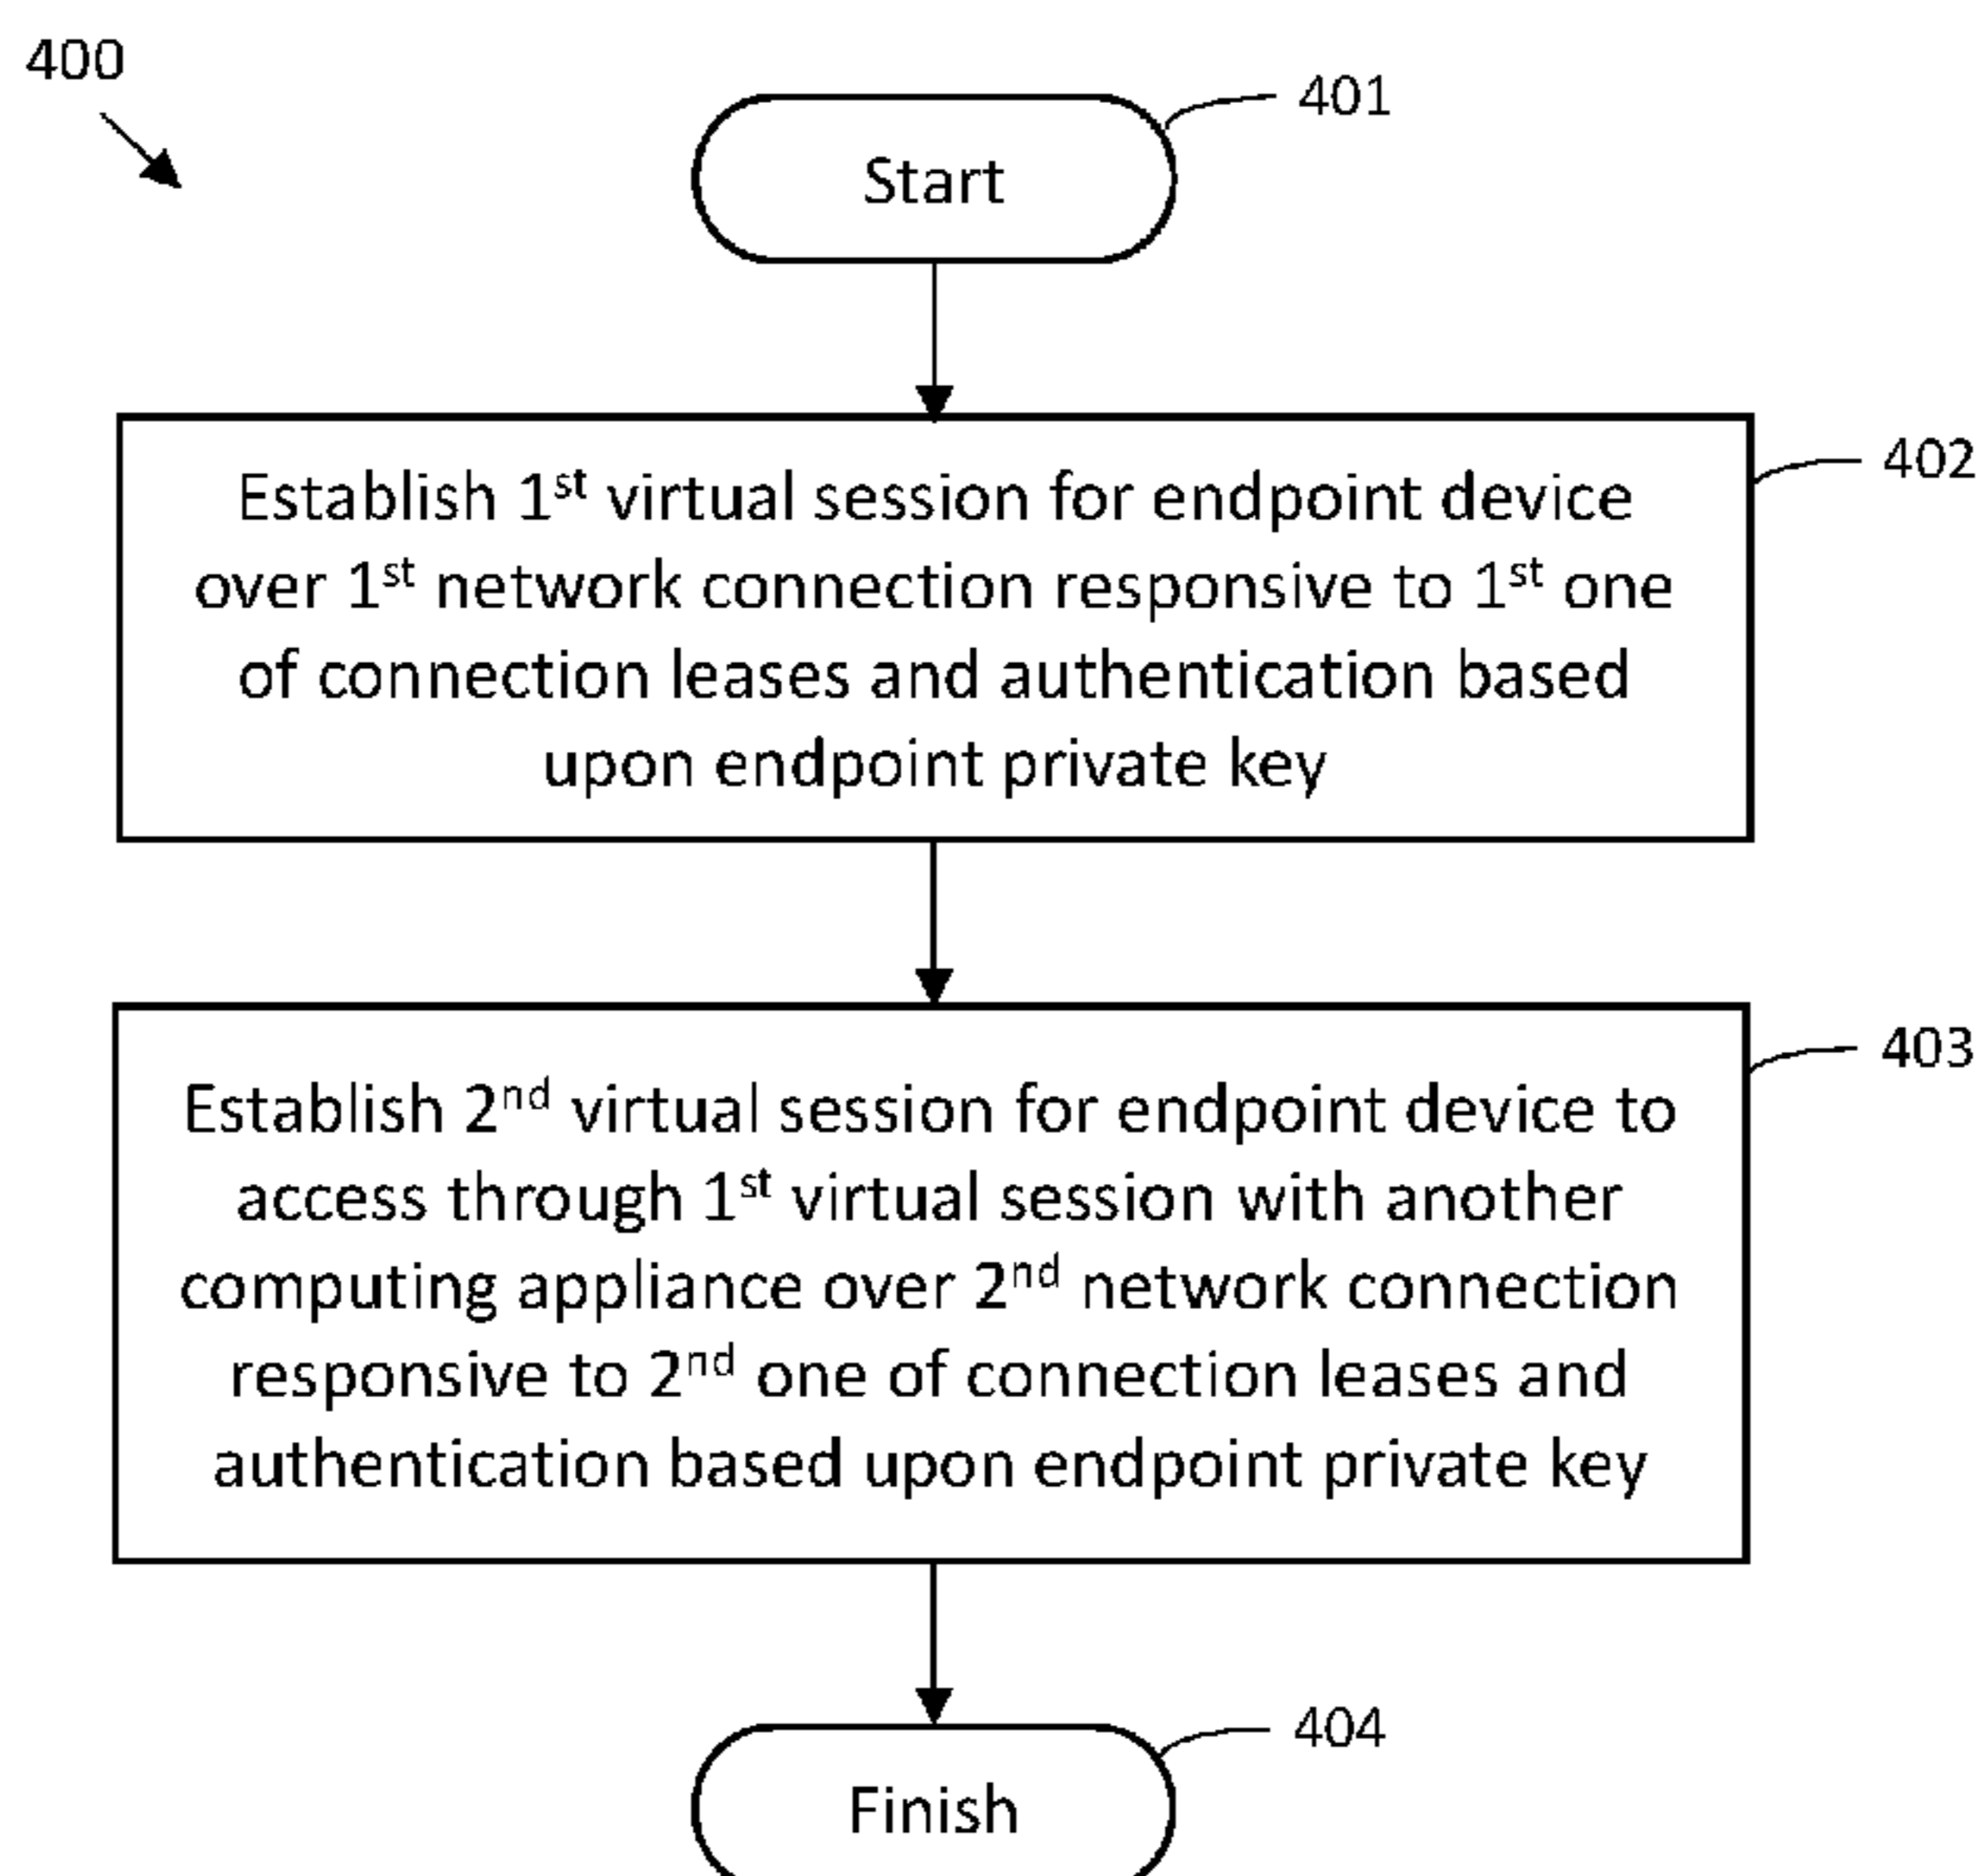 400
401
Start
402
Establish 1st virtual session for endpoint device
over 1st network connection responsive to 1st one
of connection leases and authentication based
upon endpoint private key
403
Establish 2nd virtual session for endpoint device to
access through 1st virtual session with another
computing appliance over 2nd network connection
responsive to 2nd one of connection leases and
authentication based upon endpoint private key
404
Finish